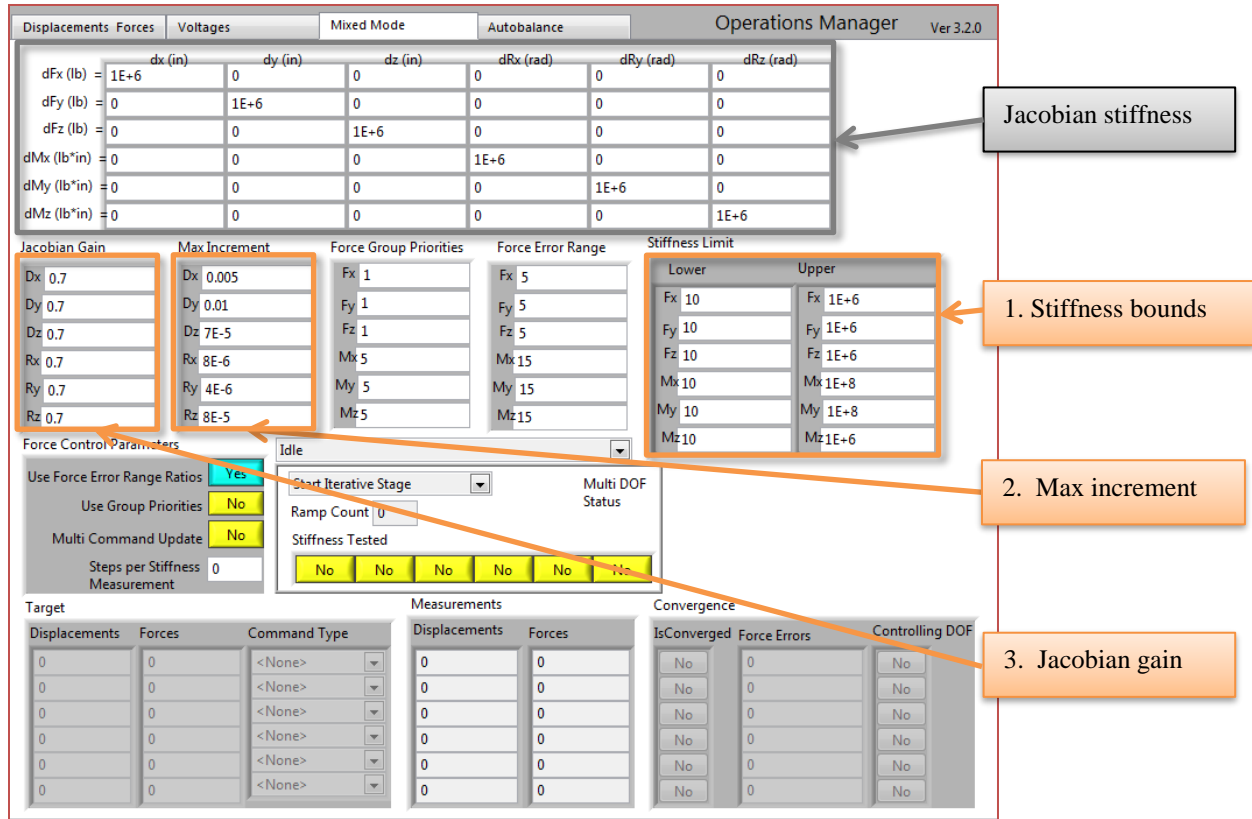 Displacements Forces Voltages Mixed Mode Autobalance Operations Manager Ver 3.2.0
dx (in) dy (in) dz (in) dRx (rad) dRy (rad) dRz (rad)
dFx (lb) = 1E+6 0 0 0 0 0
dFy (lb) = 0 1E+6 0 0 0 0
dFz (lb) = 0 0 1E+6 0 0 0
dMx (lb*in) = 0 0 0 1E+6 0 0
dMy (lb*in) = 0 0 0 0 1E+6 0
dMz (lb*in) = 0 0 0 0 0 1E+6
Jacobian stiffness
Jacobian Gain
Dx 0.7
Dy 0.7
Dz 0.7
Rx 0.7
Ry 0.7
Rz 0.7
Max Increment
Dx 0.005
Dy 0.01
Dz 7E-5
Rx 8E-6
Ry 4E-6
Rz 8E-5
Force Group Priorities
Fx 1
Fy 1
Fz 1
Mx 5
My 5
Mz 5
Force Error Range
Fx 5
Fy 5
Fz 5
Mx 15
My 15
Mz 15
Stiffness Limit
Lower Upper
Fx 10 Fx 1E+6
Fy 10 Fy 1E+6
Fz 10 Fz 1E+6
Mx 10 Mx 1E+8
My 10 My 1E+8
Mz 10 Mz 1E+6
1. Stiffness bounds
2. Max increment
3. Jacobian gain
Force Control Parameters
Use Force Error Range Ratios Yes
Use Group Priorities No
Multi Command Update No
Steps per Stiffness 0
Measurement
Idle
Start Iterative Stage
Multi DOF
Status
Ramp Count 0
Stiffness Tested
No No No No No No
Target
Displacements Forces Command Type
0 0 <None>
0 0 <None>
0 0 <None>
0 0 <None>
0 0 <None>
0 0 <None>
Measurements
Displacements Forces
0 0
0 0
0 0
0 0
0 0
0 0
Convergence
IsConverged Force Errors Controlling DOF
No 0 No
No 0 No
No 0 No
No 0 No
No 0 No
No 0 No